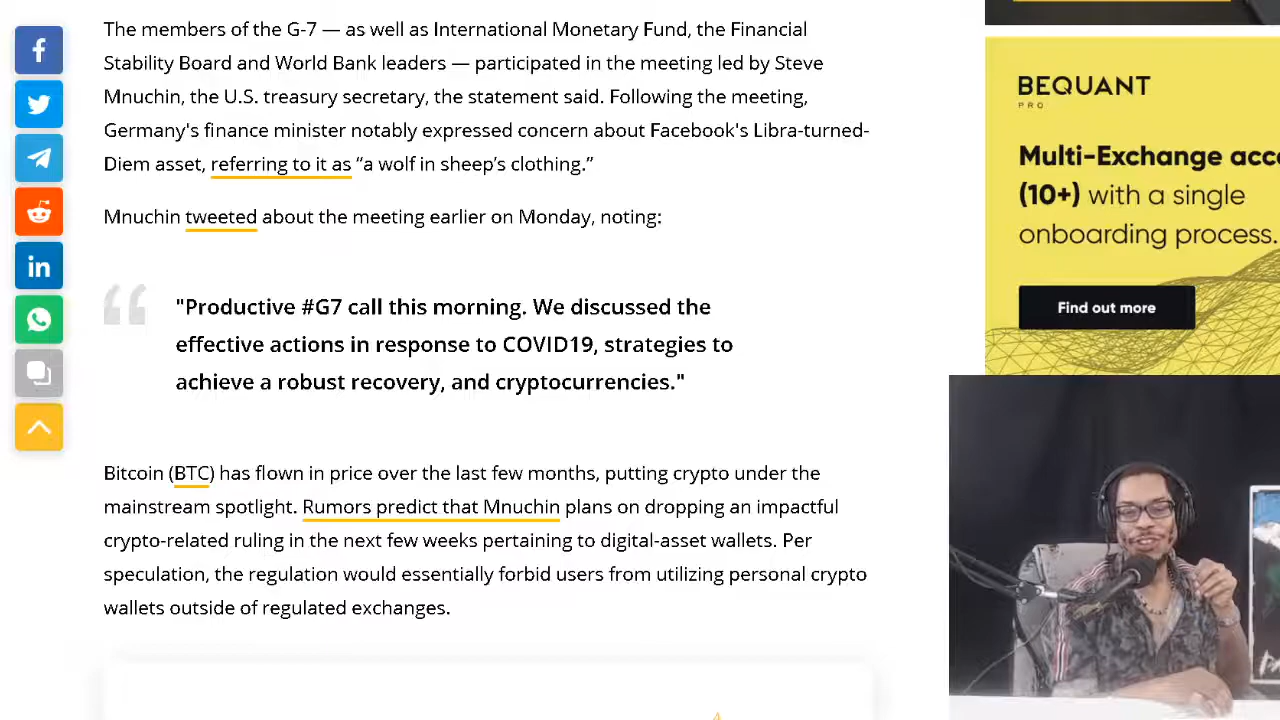 The members of the G-7 — as well as International Monetary Fund, the Financial
Stability Board and World Bank leaders — participated in the meeting led by Steve
Mnuchin, the U.S. treasury secretary, the statement said. Following the meeting,
Germany's finance minister notably expressed concern about Facebook's Libra-turned-
Diem asset, referring to it as “a wolf in sheep’s clothing.”
Mnuchin tweeted about the meeting earlier on Monday, noting:
"Productive #G7 call this morning. We discussed the
effective actions in response to COVID19, strategies to
achieve a robust recovery, and cryptocurrencies."
Bitcoin (BTC) has flown in price over the last few months, putting crypto under the
mainstream spotlight. Rumors predict that Mnuchin plans on dropping an impactful
crypto-related ruling in the next few weeks pertaining to digital-asset wallets. Per
speculation, the regulation would essentially forbid users from utilizing personal crypto
wallets outside of regulated exchanges.
BEQUANT
PRO
Multi-Exchange
(10+) with a single
onboarding process.
Find out more